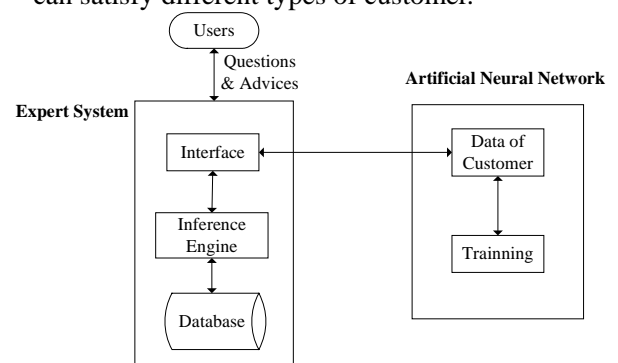 can satisfy different types of customer.
Users
Questions
& Advices
Artificial Neural Network
Expert System
Interface
Data of
Customer
Inference
Engine
Trainning
Database